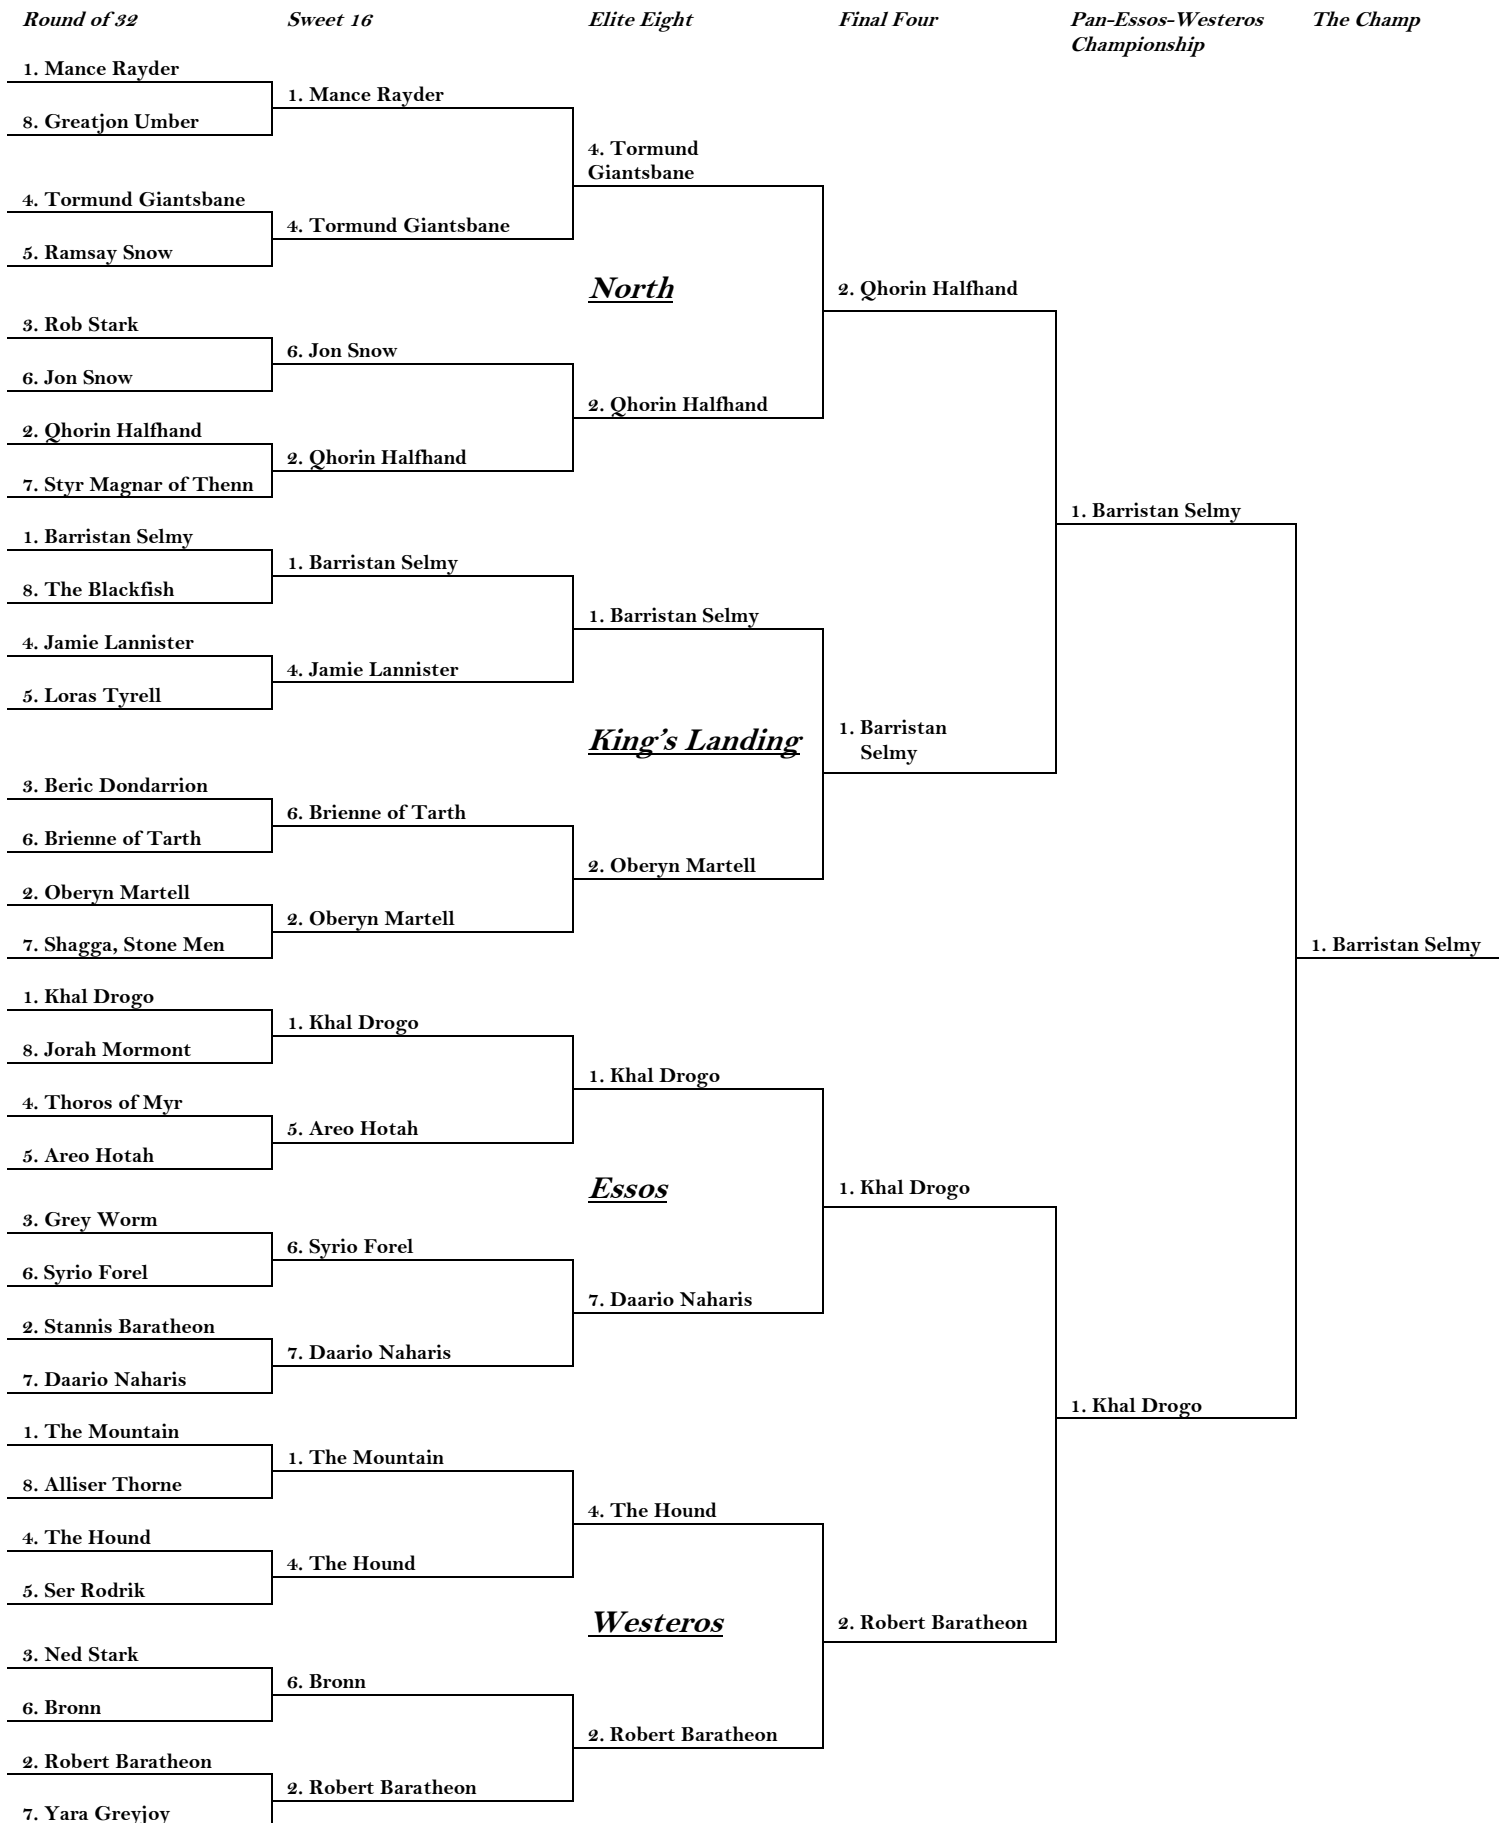 Round of 32
Sweet 16
Elite Eight
Final Four
Pan-Essos-Westeros
Championship
The Champ
1. Mance Rayder
8. Greatjon Umber
4. Tormund Giantsbane
5. Ramsay Snow
3. Rob Stark
6. Jon Snow
2. Qhorin Halfhand
7. Styr Magnar of Thenn
1. Barristan Selmy
8. The Blackfish
4. Jamie Lannister
5. Loras Tyrell
3. Beric Dondarrion
6. Brienne of Tarth
2. Oberyn Martell
7. Shagga, Stone Men
1. Khal Drogo
8. Jorah Mormont
4. Thoros of Myr
5. Areo Hotah
3. Grey Worm
6. Syrio Forel
2. Stannis Baratheon
7. Daario Naharis
1. The Mountain
8. Alliser Thorne
4. The Hound
5. Ser Rodrik
3. Ned Stark
6. Bronn
2. Robert Baratheon
7. Yara Greyjoy
1. Mance Rayder
4. Tormund Giantsbane
6. Jon Snow
2. Qhorin Halfhand
1. Barristan Selmy
4. Jamie Lannister
6. Brienne of Tarth
2. Oberyn Martell
1. Khal Drogo
5. Areo Hotah
6. Syrio Forel
7. Daario Naharis
1. The Mountain
4. The Hound
6. Bronn
2. Robert Baratheon
4. Tormund
Giantsbane
North
2. Qhorin Halfhand
1. Barristan Selmy
King's Landing
2. Oberyn Martell
1. Khal Drogo
Essos
7. Daario Naharis
4. The Hound
Westeros
2. Robert Baratheon
2. Qhorin Halfhand
1. Barristan
Selmy
1. Khal Drogo
2. Robert Baratheon
1. Barristan Selmy
1. Khal Drogo
1. Barristan Selmy